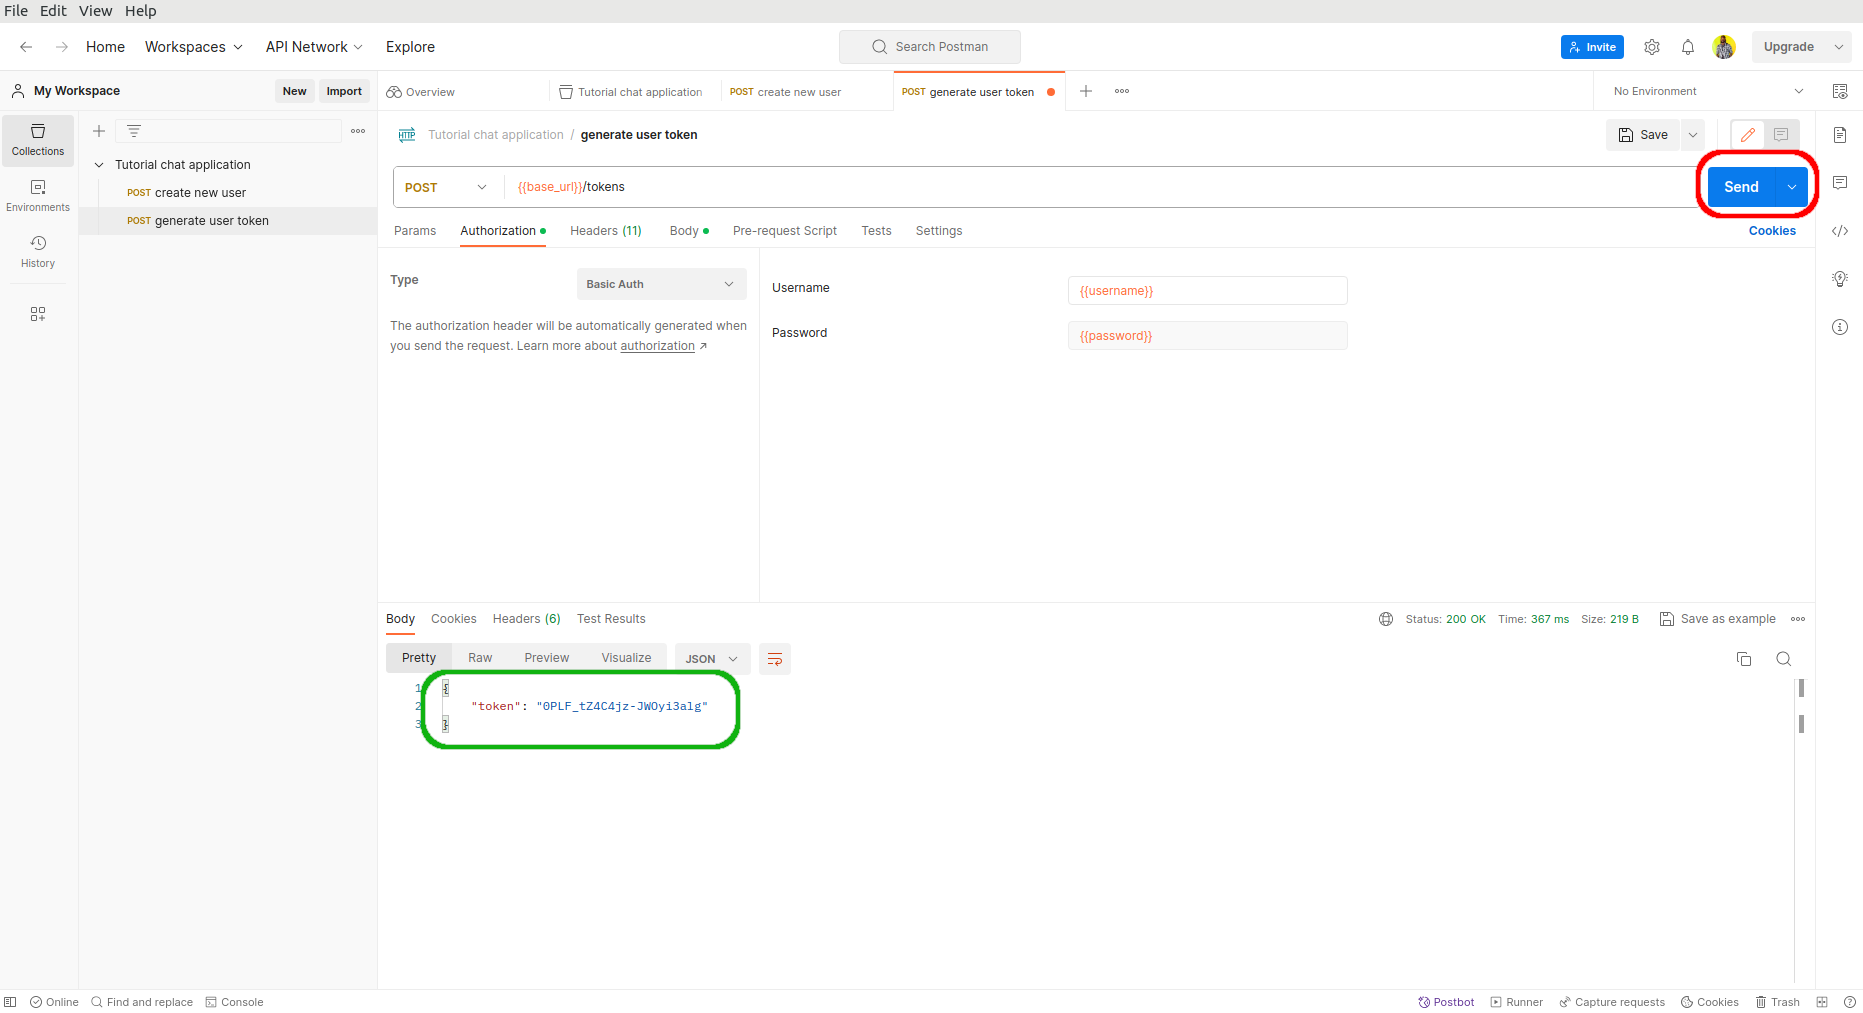 File Edit View Help
Home Workspaces API Network Explore Search Postman Invite Upgrade
My Workspace New Import Overview Tutorial chat application POST create new user POST generate user token No Environment
Collections
Environments
History
Tutorial chat application
POST create new user
POST generate user token
HTTP Tutorial chat application / generate user token Save
POST {{base_url}}/tokens Send
Params Authorization Headers (11) Body Pre-request Script Tests Settings Cookies
Type Basic Auth
The authorization header will be automatically generated when
you send the request. Learn more about authorization ↗
Username {{username}}
Password {{password}}
Body Cookies Headers (6) Test Results Status: 200 OK Time: 367 ms Size: 219 B Save as example
Pretty Raw Preview Visualize JSON
1 {
2 "token": "0PLF_tZ4C4jz-JWOyi3alg"
3 }
Online Find and replace Console Postbot Runner Capture requests Cookies Trash